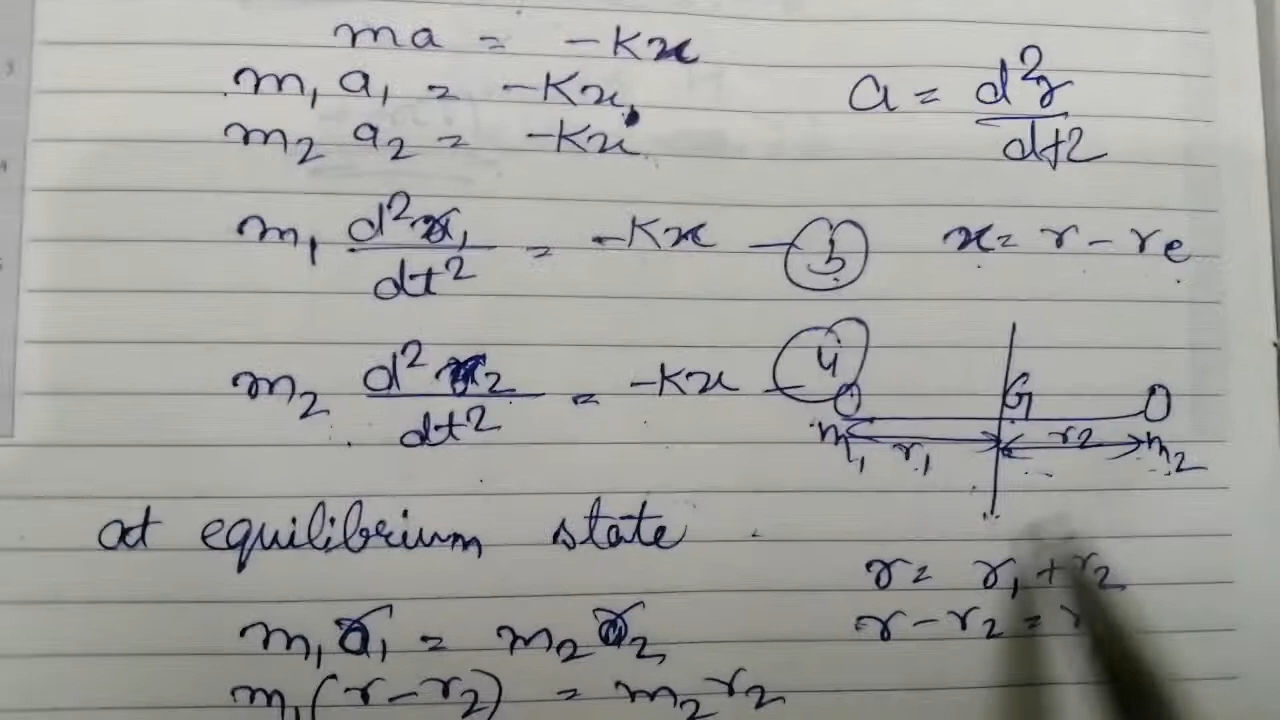 ma = -Kx
m₁ a₁ = -Kx,
m₂ a₂ = -Kx
a = d²r/dt2
m₁ d²r₁/dt² = -Kx — ③
x = r - re
m₂ d²r₂/dt² = -Kx — ④
G
m₁ r₁ r₂ m₂
at equilibrium state
r = r₁ + r₂
r - r₂ =
m₁ r₁ = m₂ r₂
m₁(r - r₂) = m₂ r₂